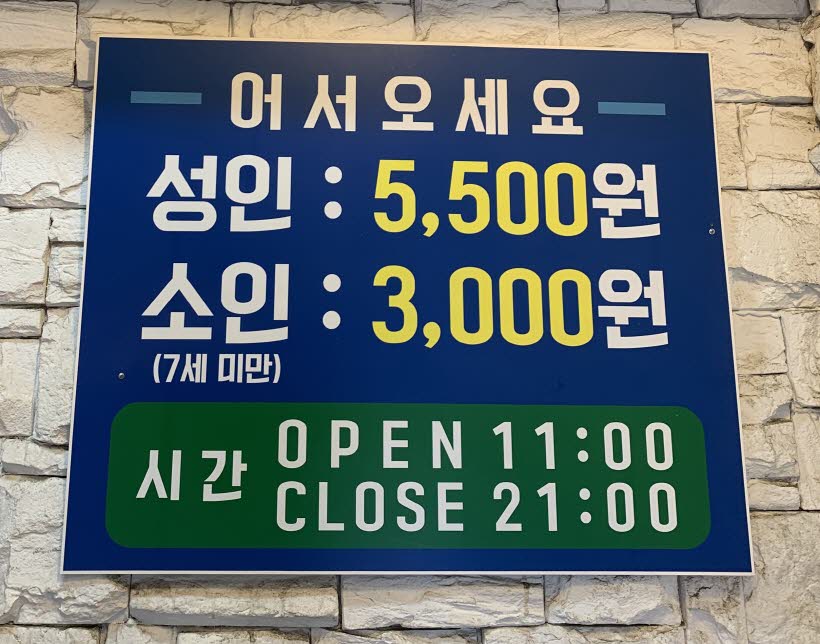 어서오세요
성인 : 5,500원
소인 : 3,000원
(7세 미만)
시간 OPEN 11:00
CLOSE 21:00